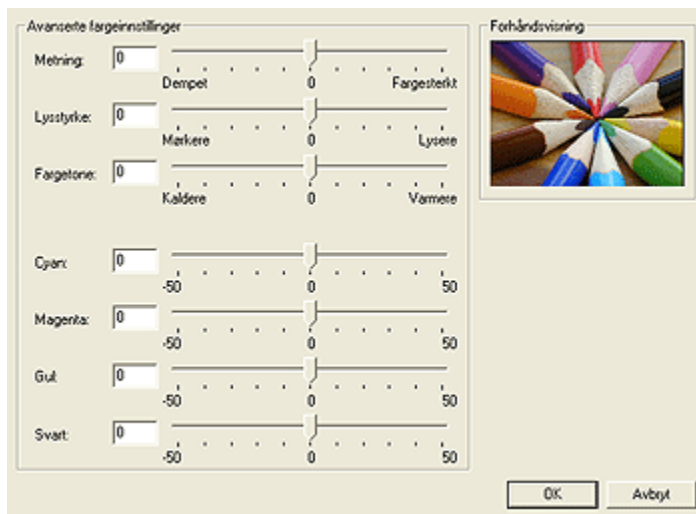 Avanserte fargeinnstillinger
Metning: 0
Dempet 0 Fargesterkt
Lysstyrke: 0
Mørkere 0 Lysere
Fargetone: 0
Kaldere 0 Varmere
Cyan: 0
-50 0 50
Magenta: 0
-50 0 50
Gul: 0
-50 0 50
Svart: 0
-50 0 50
Forhåndsvisning
OK Avbryt